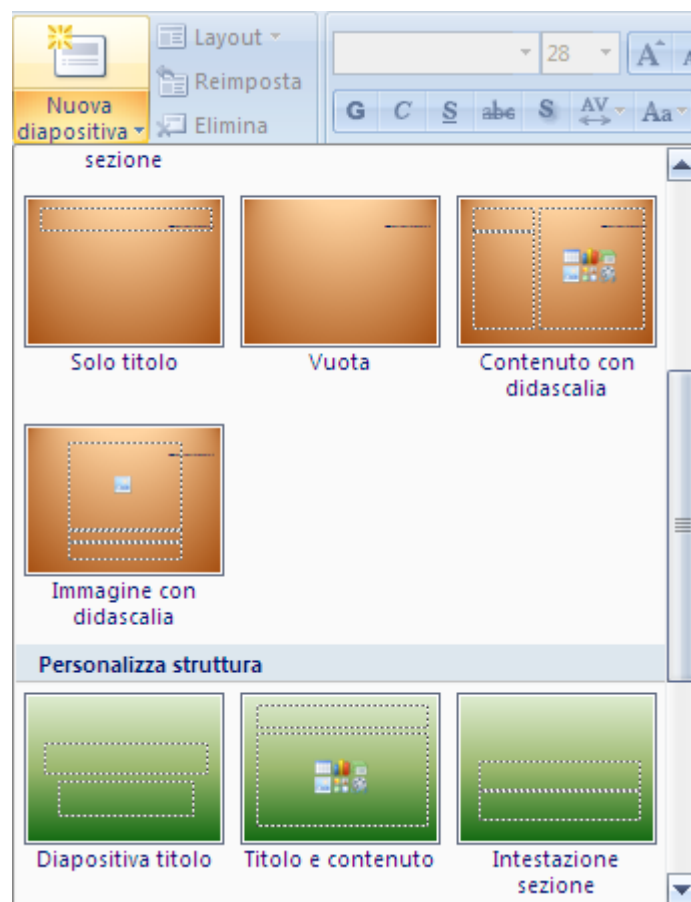 Nuova
diapositiva
Layout
Reimposta
Elimina
28
A A
G C S abc S AV Aa
sezione
Solo titolo
Vuota
Contenuto con
didascalia
Immagine con
didascalia
Personalizza struttura
Diapositiva titolo
Titolo e contenuto
Intestazione
sezione